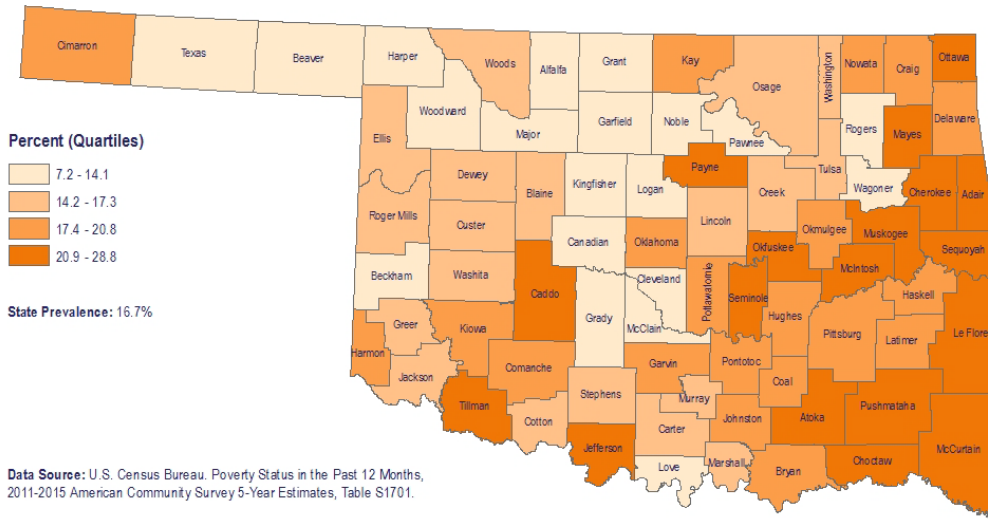 Cimarron
Texas
Beaver
Harper
Woods
Alfalfa
Grant
Kay
Osage
Washington
Nowata
Craig
Ottawa
Woodward
Major
Garfield
Noble
Pawnee
Rogers
Mayes
Delaware
Ellis
Dewey
Blaine
Kingfisher
Logan
Payne
Creek
Tulsa
Wagoner
Cherokee
Adair
Percent (Quartiles)
7.2 - 14.1
14.2 - 17.3
17.4 - 20.8
20.9 - 28.8
Roger Mills
Custer
Canadian
Oklahoma
Lincoln
Okfuskee
Okmulgee
Muskogee
Sequoyah
McIntosh
Beckham
Washita
Caddo
Grady
Cleveland
McClain
Pottawatomie
Seminole
Hughes
Pittsburg
Haskell
Latimer
Le Flore
State Prevalence: 16.7%
Greer
Kiowa
Harmon
Jackson
Comanche
Garvin
Pontotoc
Coal
Tillman
Cotton
Stephens
Murray
Johnston
Atoka
Pushmataha
Jefferson
Carter
Love
Marshall
Bryan
Choctaw
McCurtain
Data Source: U.S. Census Bureau. Poverty Status in the Past 12 Months,
2011-2015 American Community Survey 5-Year Estimates, Table S1701.